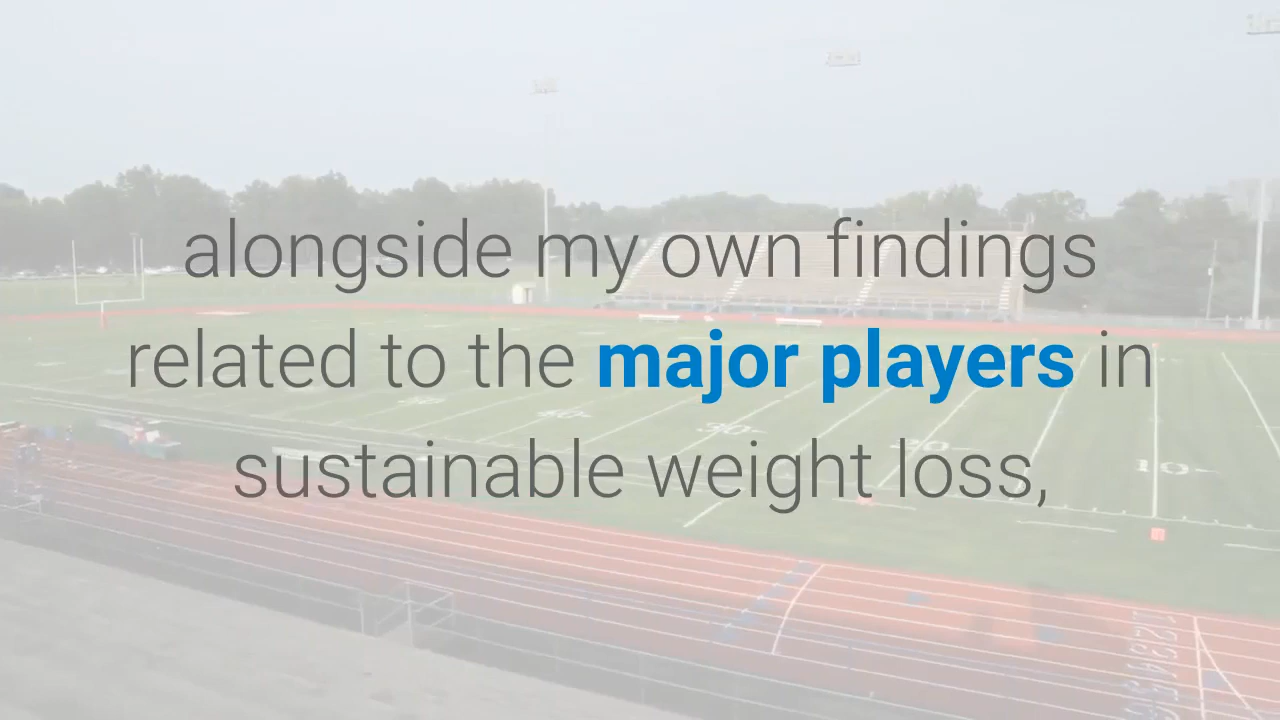 alongside my own findings
related to the major players in
sustainable weight loss,